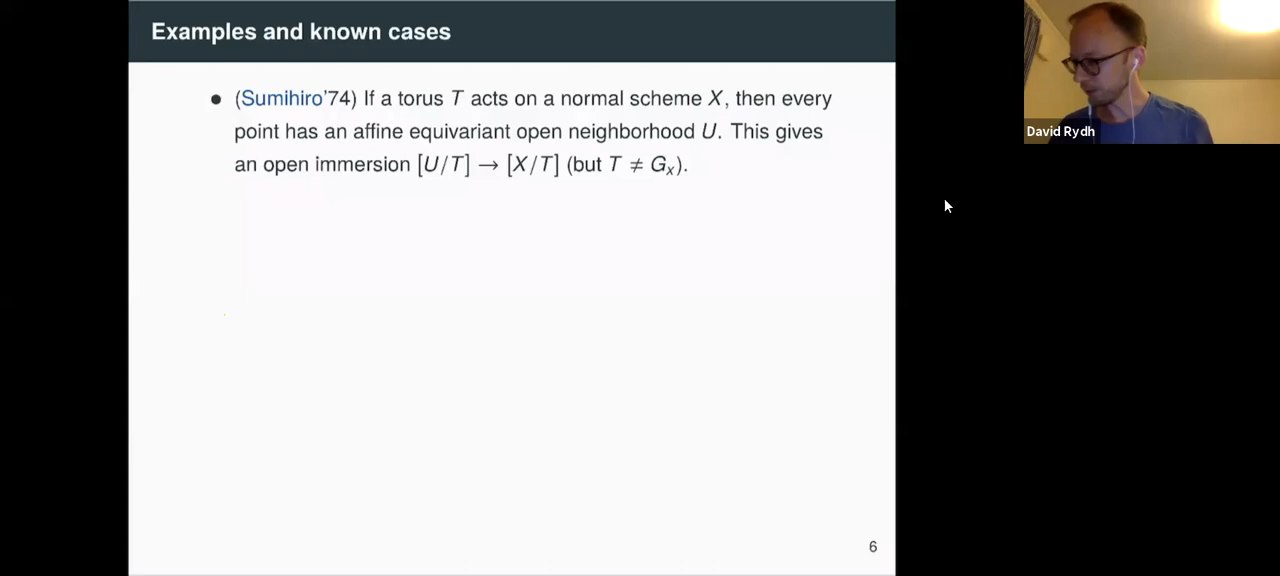 Examples and known cases
• (Sumihiro'74) If a torus T acts on a normal scheme X, then every
point has an affine equivariant open neighborhood U. This gives
an open immersion [U/T] → [X/T] (but T ≠ Gₓ).
David Rydh
6